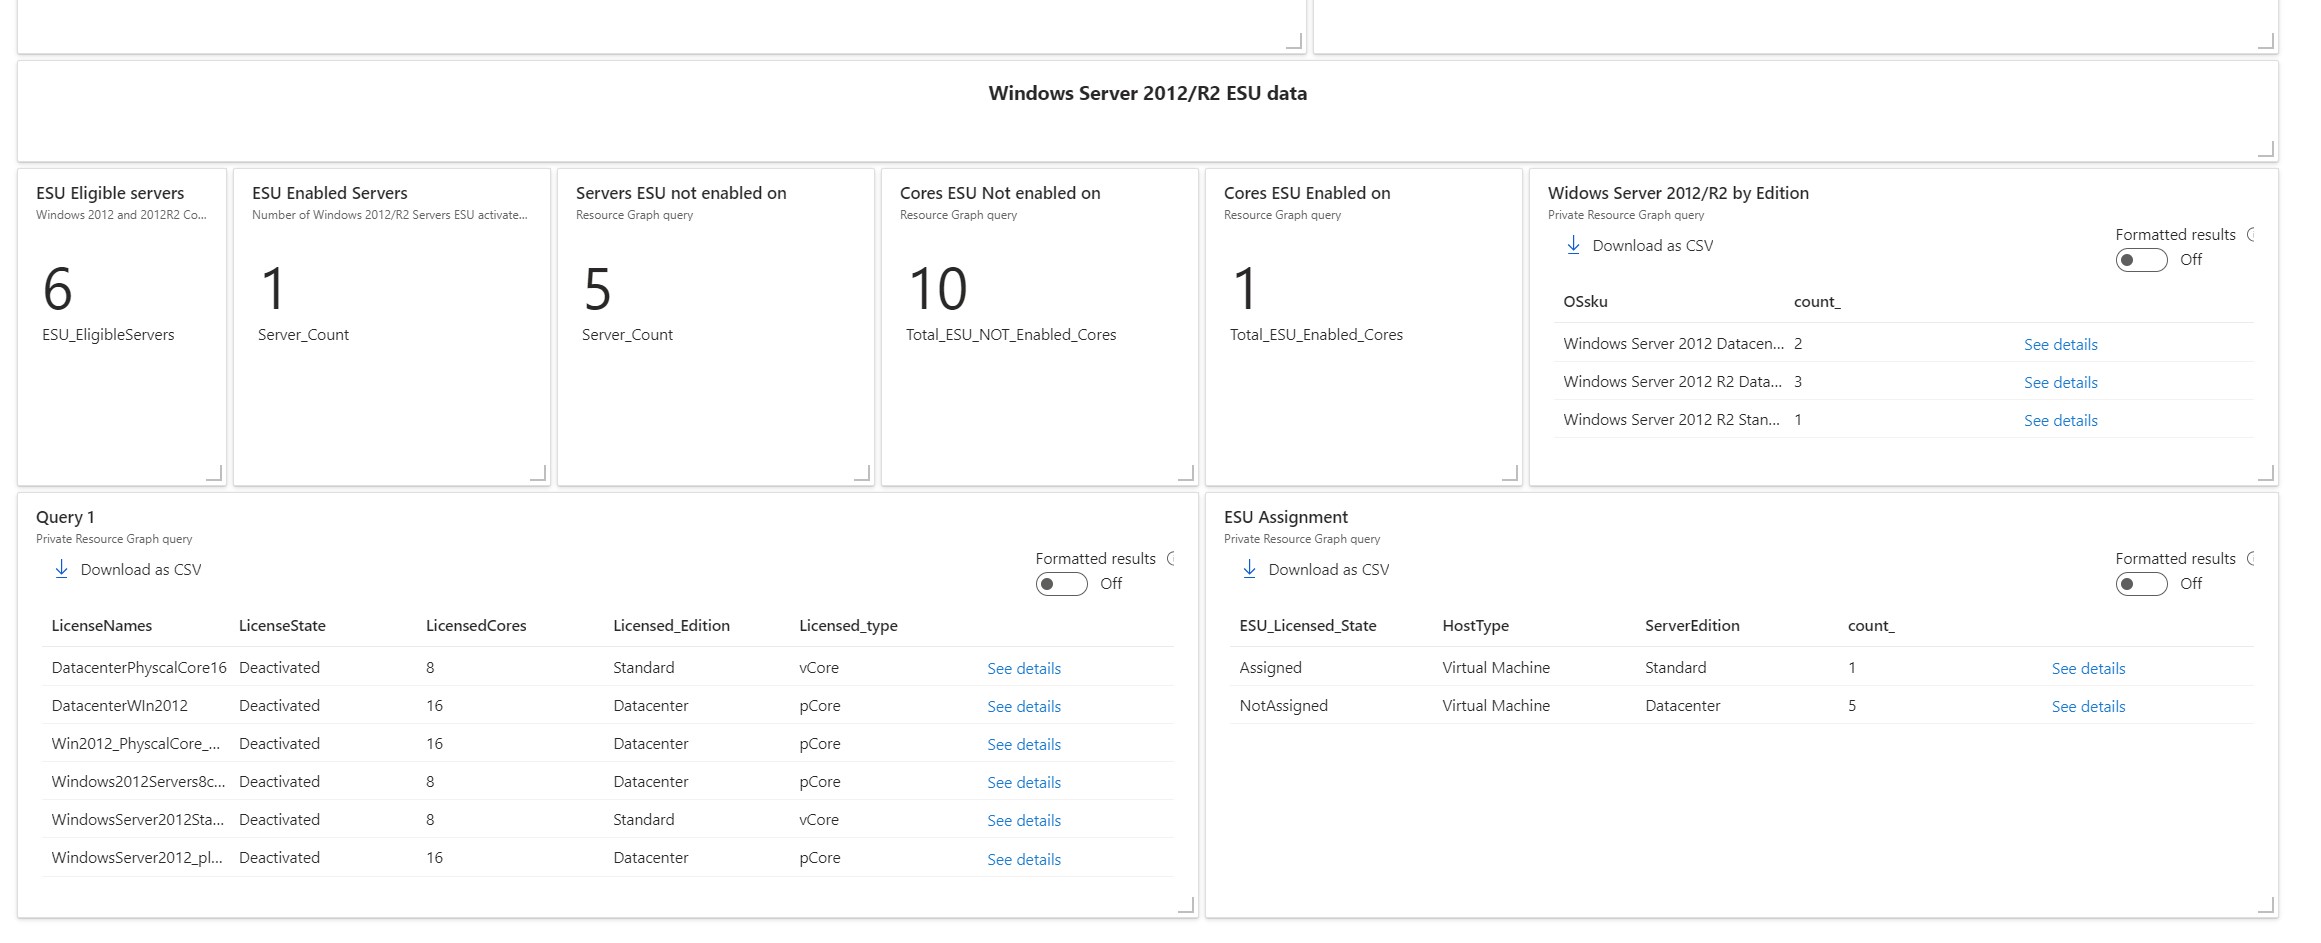 Windows Server 2012/R2 ESU data
ESU Eligible servers
Windows 2012 and 2012R2 Co...
6
ESU_EligibleServers
ESU Enabled Servers
Number of Windows 2012/R2 Servers ESU activate...
1
Server_Count
Servers ESU not enabled on
Resource Graph query
5
Server_Count
Cores ESU Not enabled on
Resource Graph query
10
Total_ESU_NOT_Enabled_Cores
Cores ESU Enabled on
Resource Graph query
1
Total_ESU_Enabled_Cores
Widows Server 2012/R2 by Edition
Private Resource Graph query
Download as CSV
Formatted results
Off
OSsku count_
Windows Server 2012 Datacen... 2 See details
Windows Server 2012 R2 Data... 3 See details
Windows Server 2012 R2 Stan... 1 See details
Query 1
Private Resource Graph query
Download as CSV
Formatted results
Off
LicenseNames LicenseState LicensedCores Licensed_Edition Licensed_type
DatacenterPhyscalCore16 Deactivated 8 Standard vCore See details
DatacenterWIn2012 Deactivated 16 Datacenter pCore See details
Win2012_PhyscalCore_... Deactivated 16 Datacenter pCore See details
Windows2012Servers8c... Deactivated 8 Datacenter pCore See details
WindowsServer2012Sta... Deactivated 8 Standard vCore See details
WindowsServer2012_pl... Deactivated 16 Datacenter pCore See details
ESU Assignment
Private Resource Graph query
Download as CSV
Formatted results
Off
ESU_Licensed_State HostType ServerEdition count_
Assigned Virtual Machine Standard 1 See details
NotAssigned Virtual Machine Datacenter 5 See details